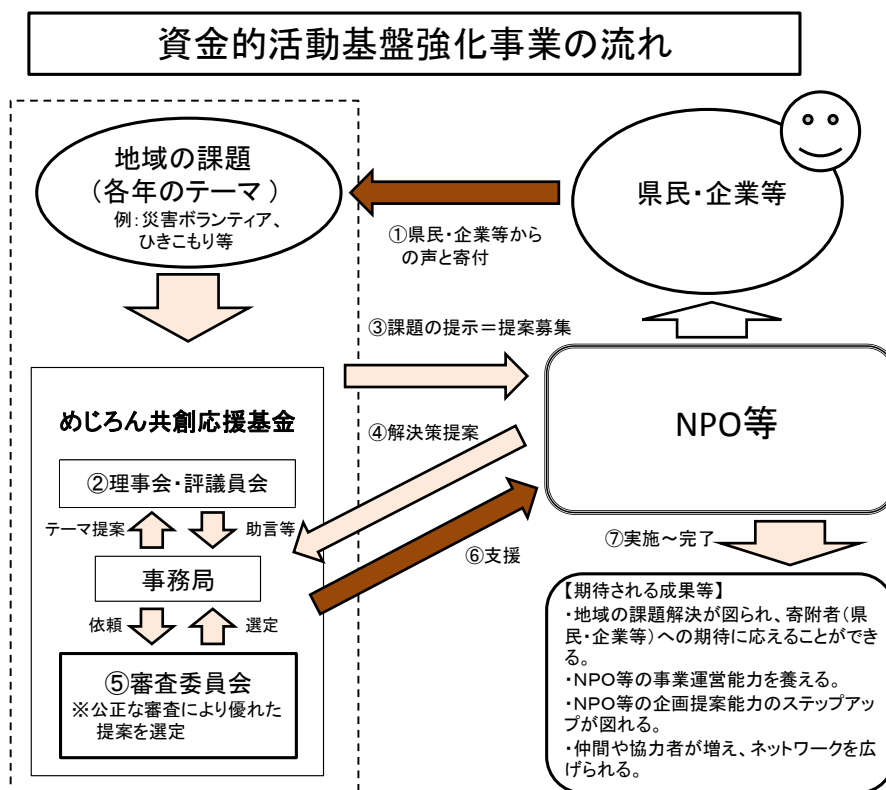 資金的活動基盤強化事業の流れ
地域の課題
（各年のテーマ）
例：災害ボランティア、
ひきこもり等
県民・企業等
①県民・企業等から
の声と寄付
③課題の提示＝提案募集
めじろん共創応援基金
②理事会・評議員会
テーマ提案
助言等
事務局
依頼
選定
⑤審査委員会
※公正な審査により優れた
提案を選定
④解決策提案
⑥支援
NPO等
⑦実施～完了
【期待される成果等】
・地域の課題解決が図られ、寄附者（県
民・企業等）への期待に応えることができ
る。
・ＮＰＯ等の事業運営能力を養える。
・ＮＰＯ等の企画提案能力のステップアッ
プが図れる。
・仲間や協力者が増え、ネットワークを広
げられる。